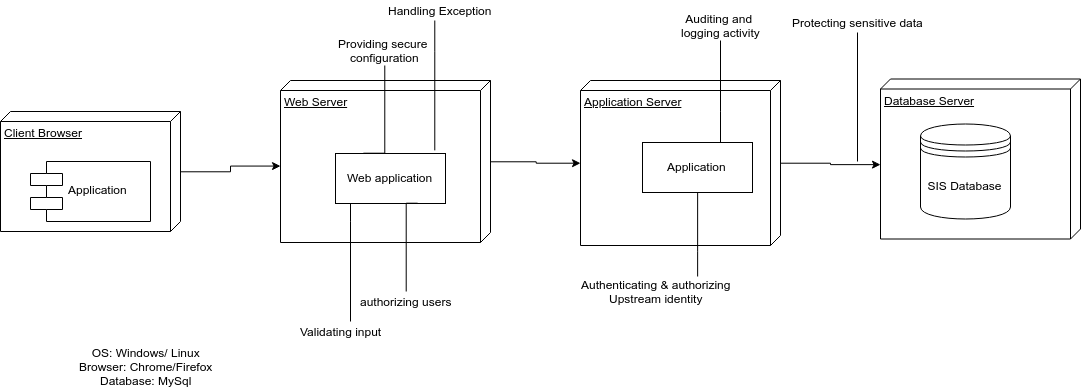 Handling Exception
Providing secure
configuration
Auditing and
logging activity
Protecting sensitive data
Client Browser
Application
Web Server
Web application
Application Server
Application
Database Server
SIS Database
authorizing users
Validating input
Authenticating & authorizing
Upstream identity
OS: Windows/ Linux
Browser: Chrome/Firefox
Database: MySql